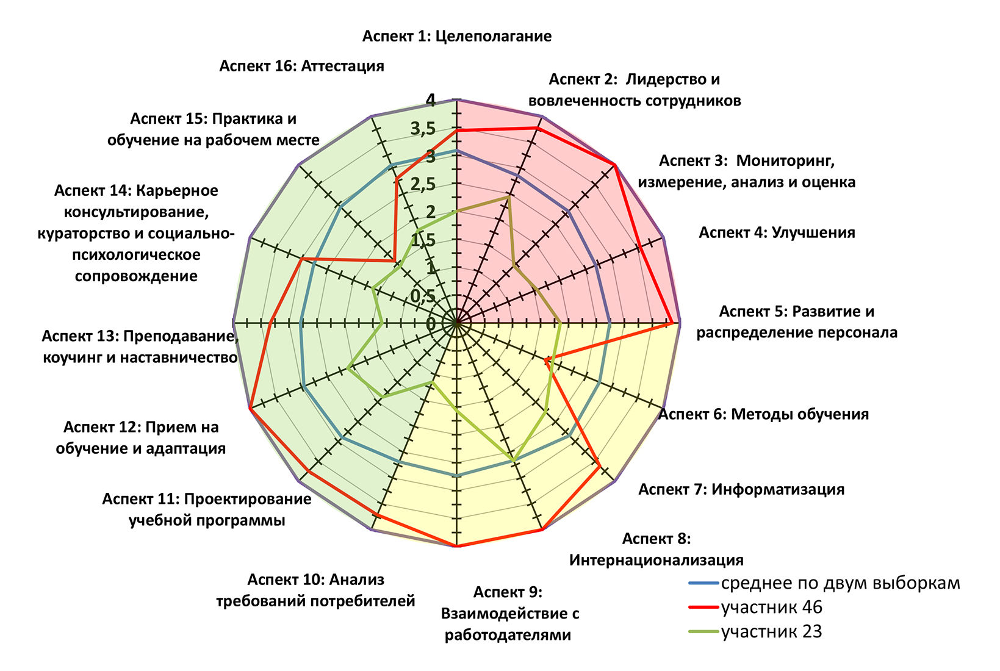 Аспект 1: Целеполагание
Аспект 16: Аттестация
Аспект 2: Лидерство и
вовлеченность сотрудников
Аспект 15: Практика и
обучение на рабочем месте
Аспект 3: Мониторинг,
измерение, анализ и оценка
Аспект 14: Карьерное
консультирование,
кураторство и социально-
психологическое
сопровождение
Аспект 4: Улучшения
4
3,5
3
2,5
2
1,5
1
0,5
0
Аспект 5: Развитие и
распределение персонала
Аспект 13: Преподавание,
коучинг и наставничество
Аспект 6: Методы обучения
Аспект 12: Прием на
обучение и адаптация
Аспект 7: Информатизация
Аспект 11: Проектирование
учебной программы
Аспект 8:
Интернационализация
Аспект 10: Анализ
требований потребителей
Аспект 9:
Взаимодействие с
работодателями
среднее по двум выборкам
участник 46
участник 23